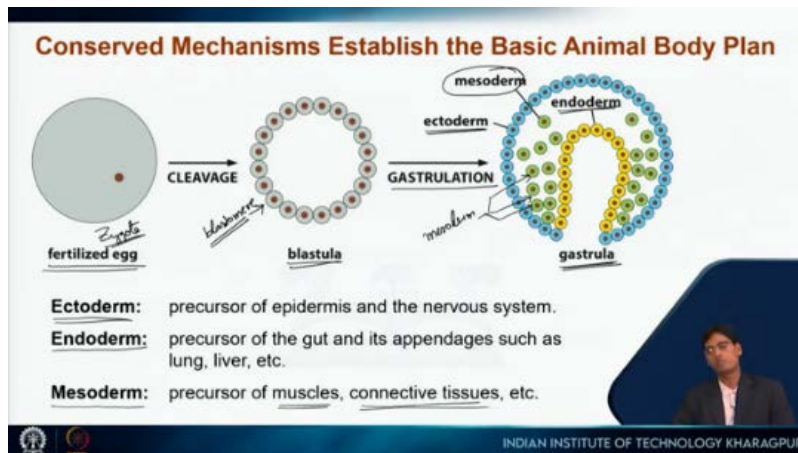 Conserved Mechanisms Establish the Basic Animal Body Plan
mesoderm
endoderm
ectoderm
CLEAVAGE
GASTRULATION
Zygote
blastomere
mesoderm
fertilized egg
blastula
gastrula
Ectoderm: precursor of epidermis and the nervous system.
Endoderm: precursor of the gut and its appendages such as
lung, liver, etc.
Mesoderm: precursor of muscles, connective tissues, etc.
INDIAN INSTITUTE OF TECHNOLOGY KHARAGPUR